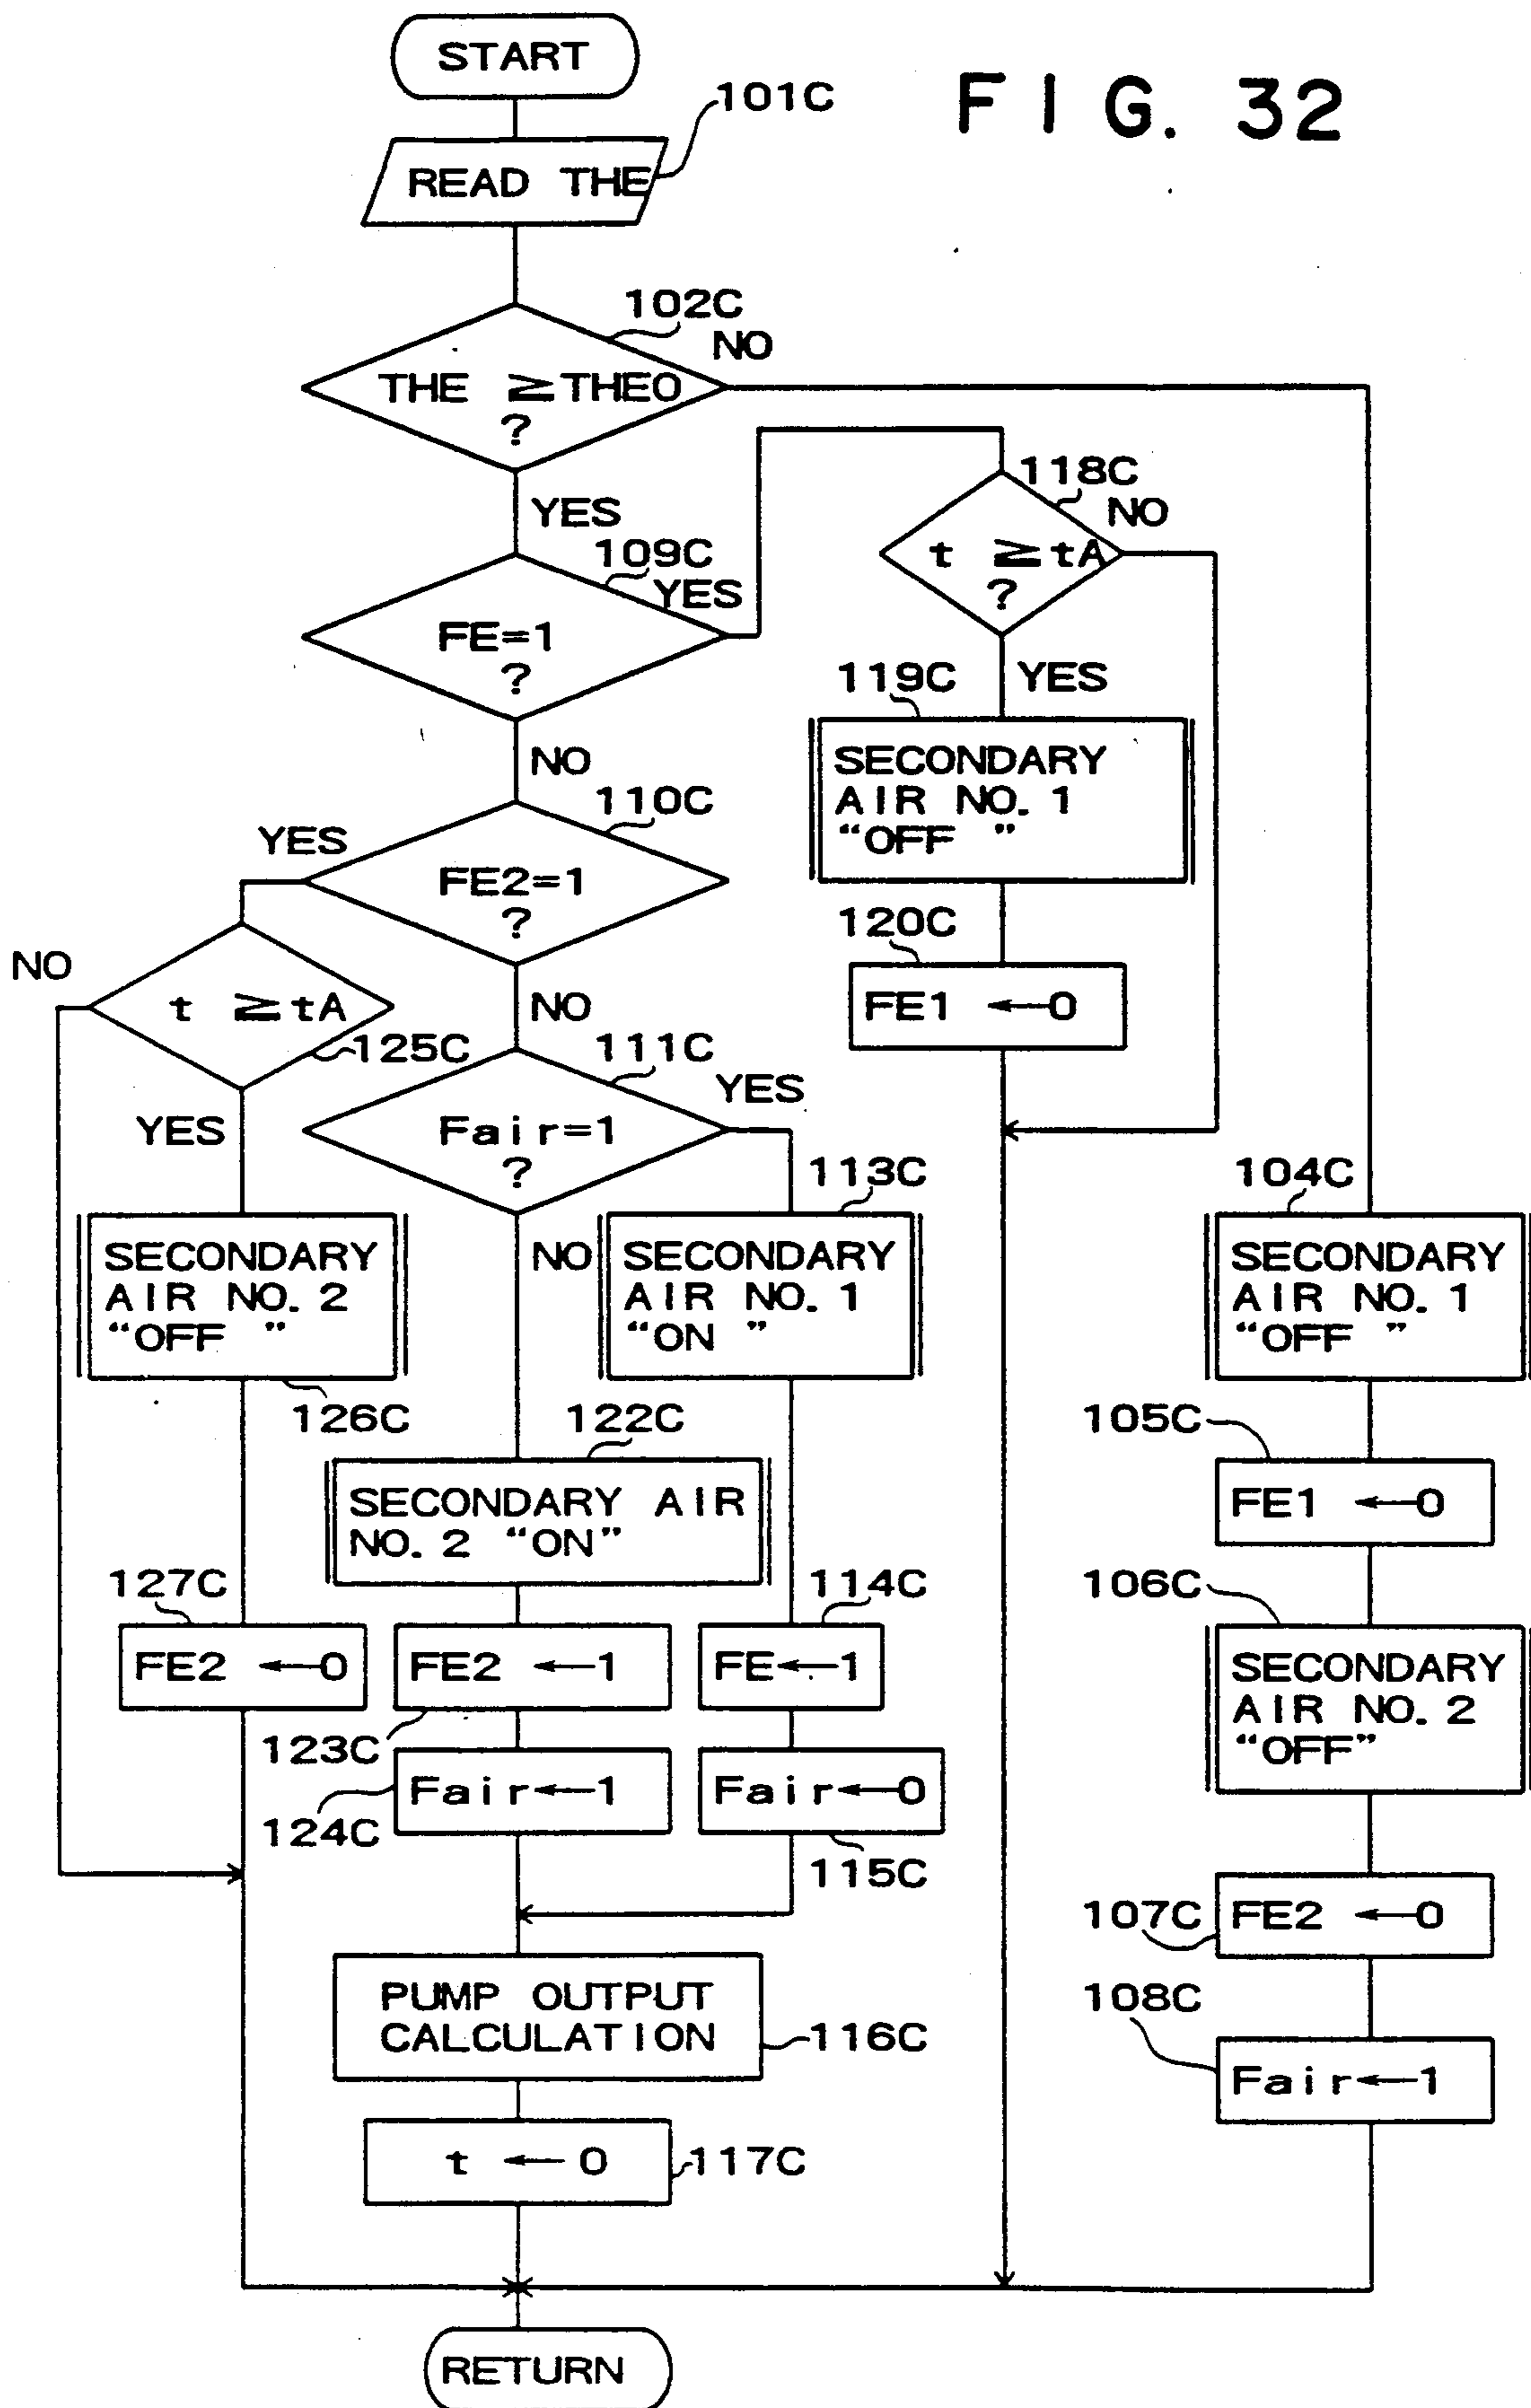 START
FIG. 32
101C
READ THE
102C
NO
THE ≧THEO
?
118C
YES
NO
109C
YES
t ≧tA
?
FE=1
?
119C
YES
NO
SECONDARY
AIR NO. 1
“OFF ”
110C
YES
FE2=1
?
120C
NO
FE1 ←0
t ≧tA
NO
125C
111C
YES
YES
Fair=1
?
113C
104C
SECONDARY
AIR NO. 2
“OFF ”
NO
SECONDARY
AIR NO. 1
“ON ”
SECONDARY
AIR NO. 1
“OFF ”
126C
122C
105C
SECONDARY AIR
NO. 2 “ON”
FE1 ←0
127C
114C
106C
FE2 ←0
FE2 ←1
FE←1
SECONDARY
AIR NO. 2
“OFF”
123C
Fair←1
Fair←0
124C
115C
107C
FE2 ←0
PUMP OUTPUT
CALCULATION
116C
108C
Fair←1
t ←0
117C
RETURN